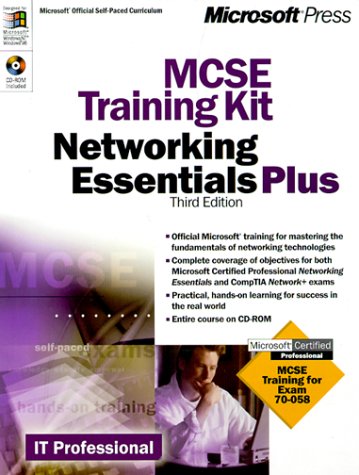 Microsoft Official Self-Paced Curriculum
Microsoft Press
Designed for
Microsoft
CD-ROM
Included
MCSE
Training Kit
Networking
Essentials Plus
Third Edition
• Official Microsoft training for mastering the
fundamentals of networking technologies
• Complete coverage of objectives for both
Microsoft Certified Professional Networking
Essentials and CompTIA Network+ exams
• Practical, hands-on learning for success in
the real world
• Entire course on CD-ROM
MCSE
self-paced
exams
hands-on training
Microsoft Certified
Professional
MCSE
Training for
Exam
70-058
IT Professional